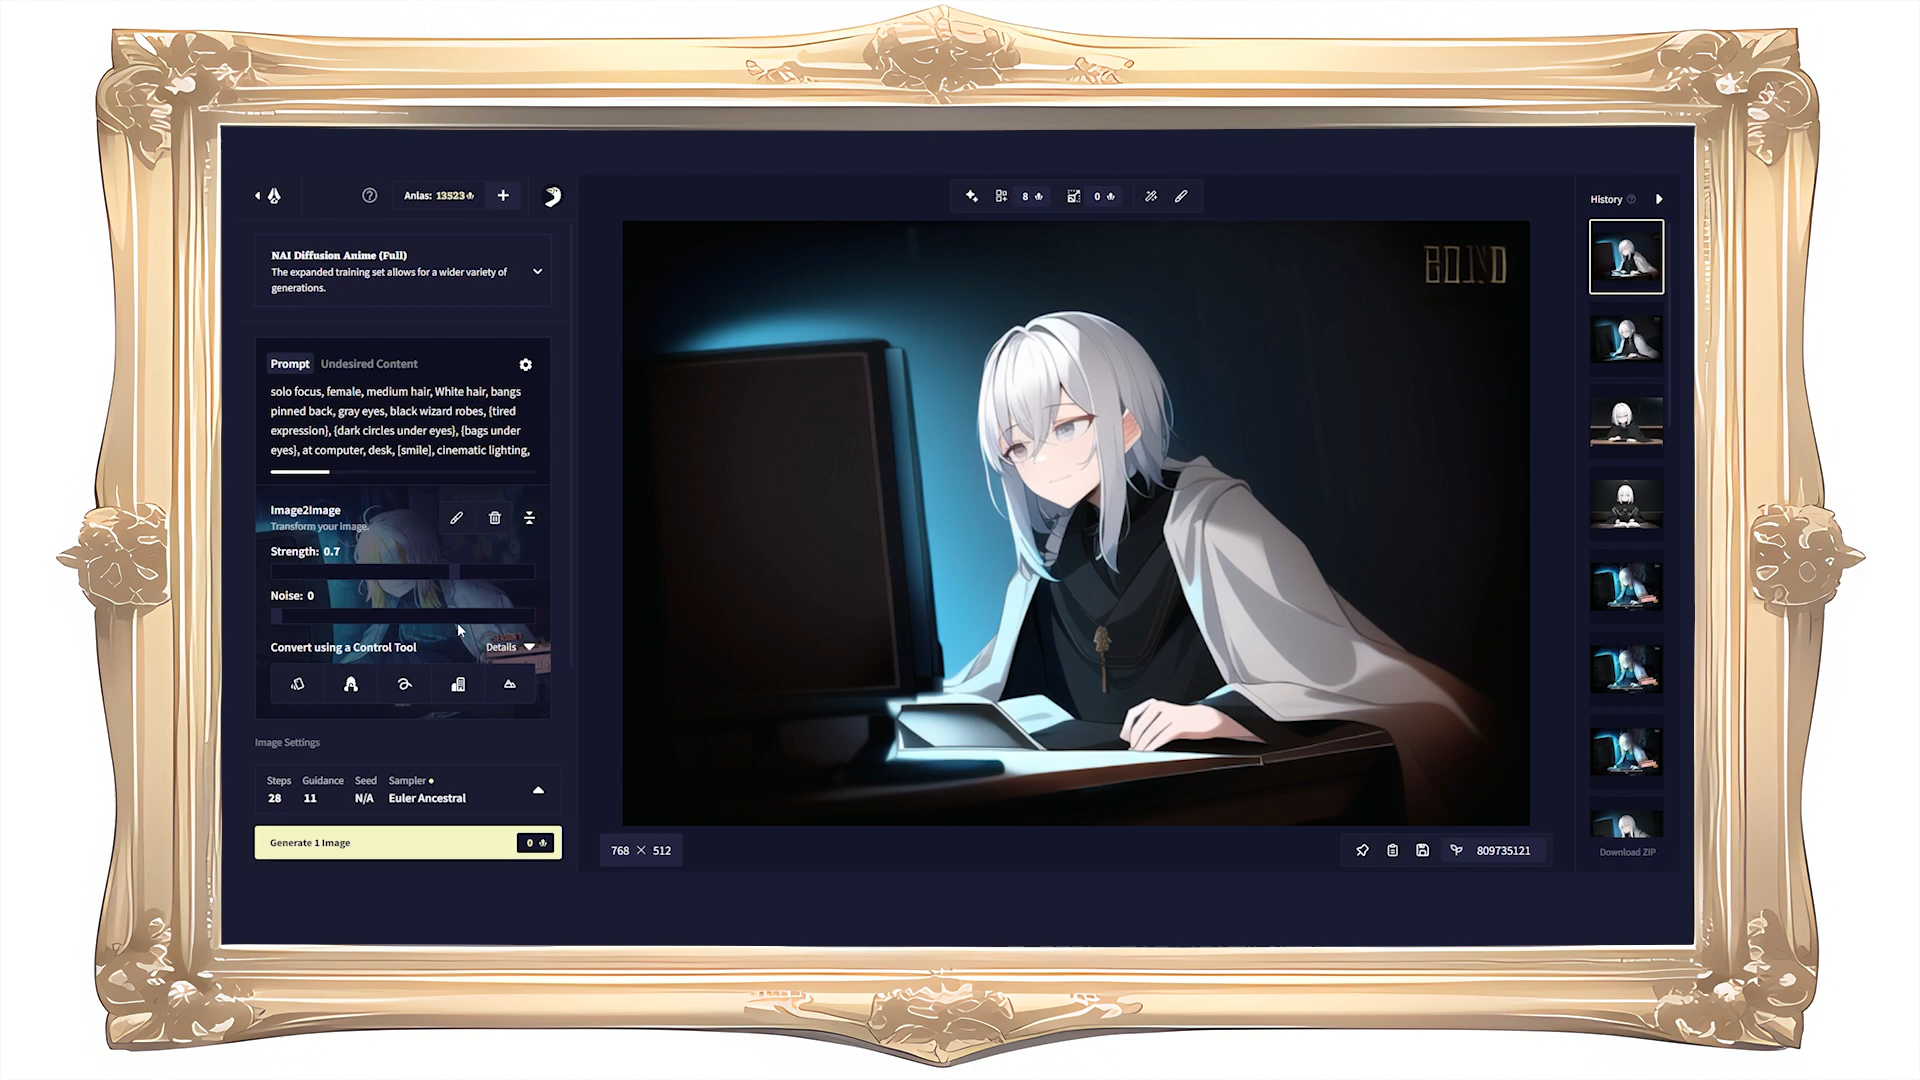 Anlas: 13523
8
0
History
NAI Diffusion Anime (Full)
The expanded training set allows for a wider variety of
generations.
Prompt
Undesired Content
solo focus, female, medium hair, White hair, bangs
pinned back, gray eyes, black wizard robes, {tired
expression}, {dark circles under eyes}, {bags under
eyes}, at computer, desk, [smile], cinematic lighting,
Image2Image
Transform your image.
Strength: 0.7
Noise: 0
Convert using a Control Tool
Details
Image Settings
Steps Guidance Seed Sampler
28 11 N/A Euler Ancestral
Generate 1 Image 0
768 × 512
809735121
Download ZIP